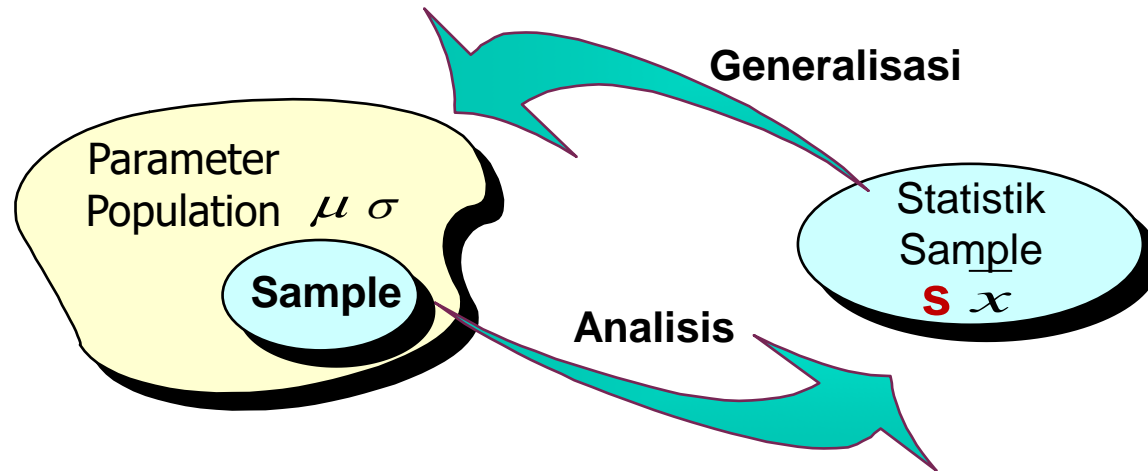 Generalisasi
Parameter
Population μ σ
Sample
Statistik
Sample
s x̄
Analisis